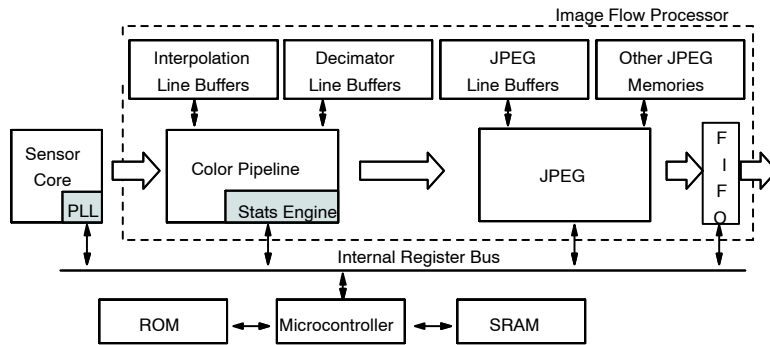 Image Flow Processor
Interpolation
Line Buffers
Decimator
Line Buffers
JPEG
Line Buffers
Other JPEG
Memories
Sensor
Core
PLL
Color Pipeline
Stats Engine
JPEG
F
I
F
O
Internal Register Bus
ROM
Microcontroller
SRAM